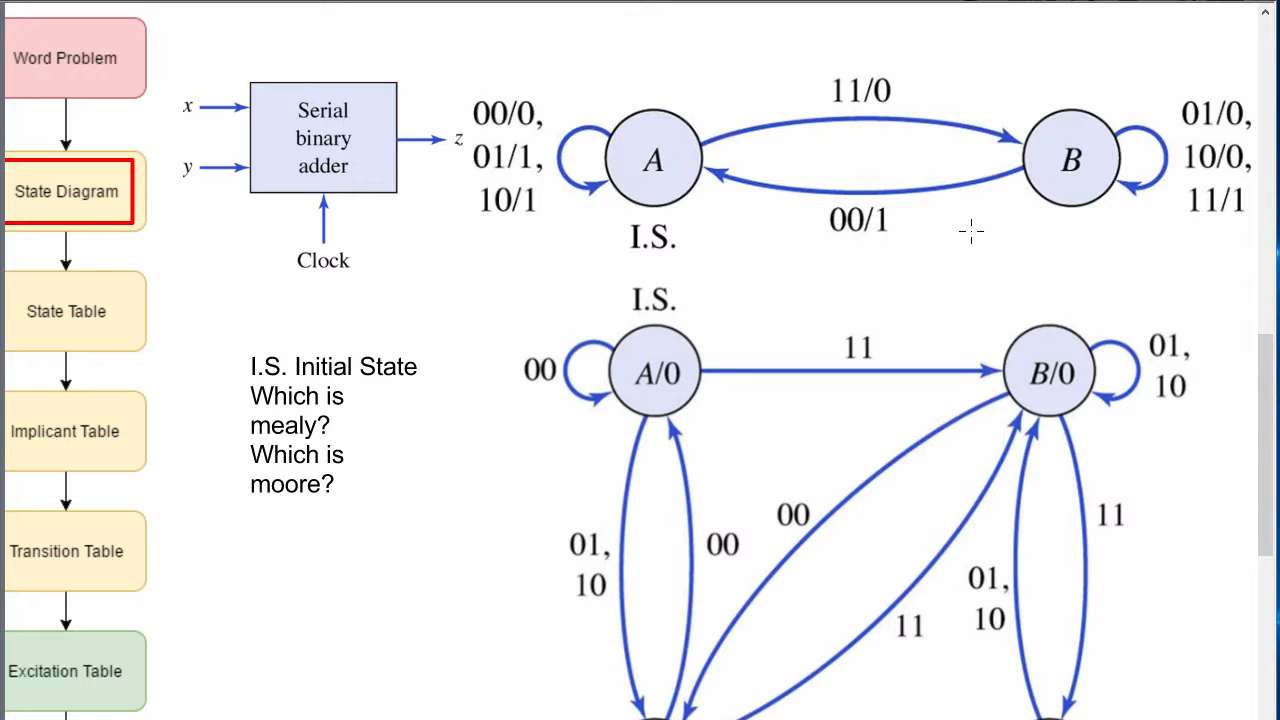 Word Problem
State Diagram
State Table
Implicant Table
Transition Table
Excitation Table
x
y
Serial
binary
adder
z
Clock
00/0,
01/1,
10/1
A
I.S.
11/0
00/1
B
01/0,
10/0,
11/1
I.S. Initial State
Which is
mealy?
Which is
moore?
I.S.
00
A/0
11
B/0
01,
10
01,
10
00
00
11
01,
10
11